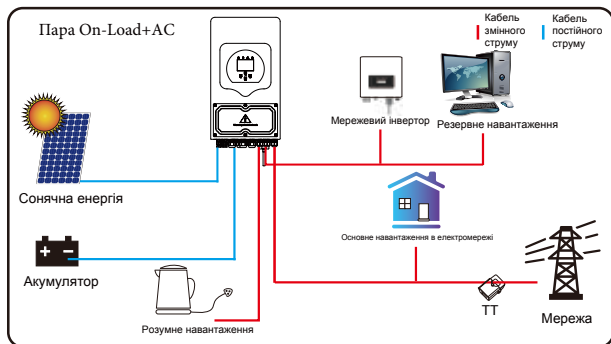 Пара On-Load+AC
Кабель
змінного
струму
Кабель
постійного
струму
Мережевий інвертор
Резервне навантаження
Сонячна енергія
Основне навантаження в електромережі
Акумулятор
Розумне навантаження
ТТ
Мережа